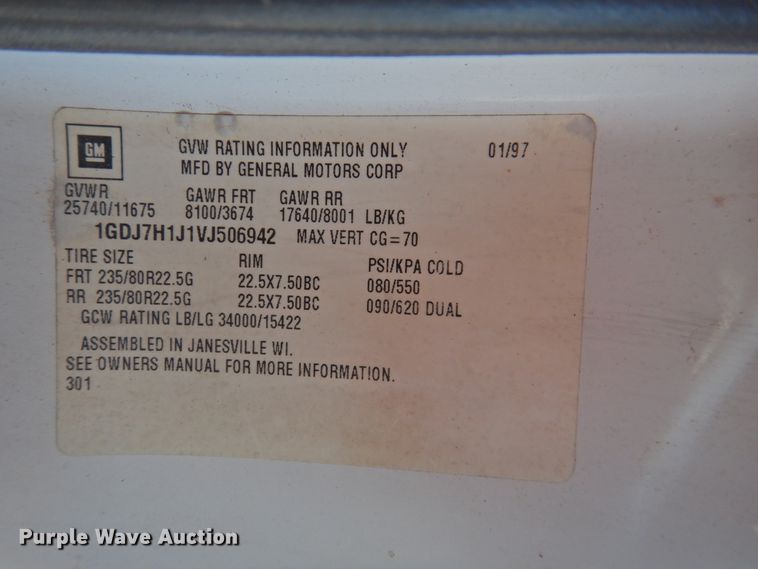 GM
GVW RATING INFORMATION ONLY 01/97
MFD BY GENERAL MOTORS CORP
GVWR GAWR FRT GAWR RR
25740/11675 8100/3674 17640/8001 LB/KG
1GDJ7H1J1VJ506942 MAX VERT CG=70
TIRE SIZE RIM PSI/KPA COLD
FRT 235/80R22.5G 22.5X7.50BC 080/550
RR 235/80R22.5G 22.5X7.50BC 090/620 DUAL
GCW RATING LB/LG 34000/15422
ASSEMBLED IN JANESVILLE WI.
SEE OWNERS MANUAL FOR MORE INFORMATION.
301
Purple Wave Auction